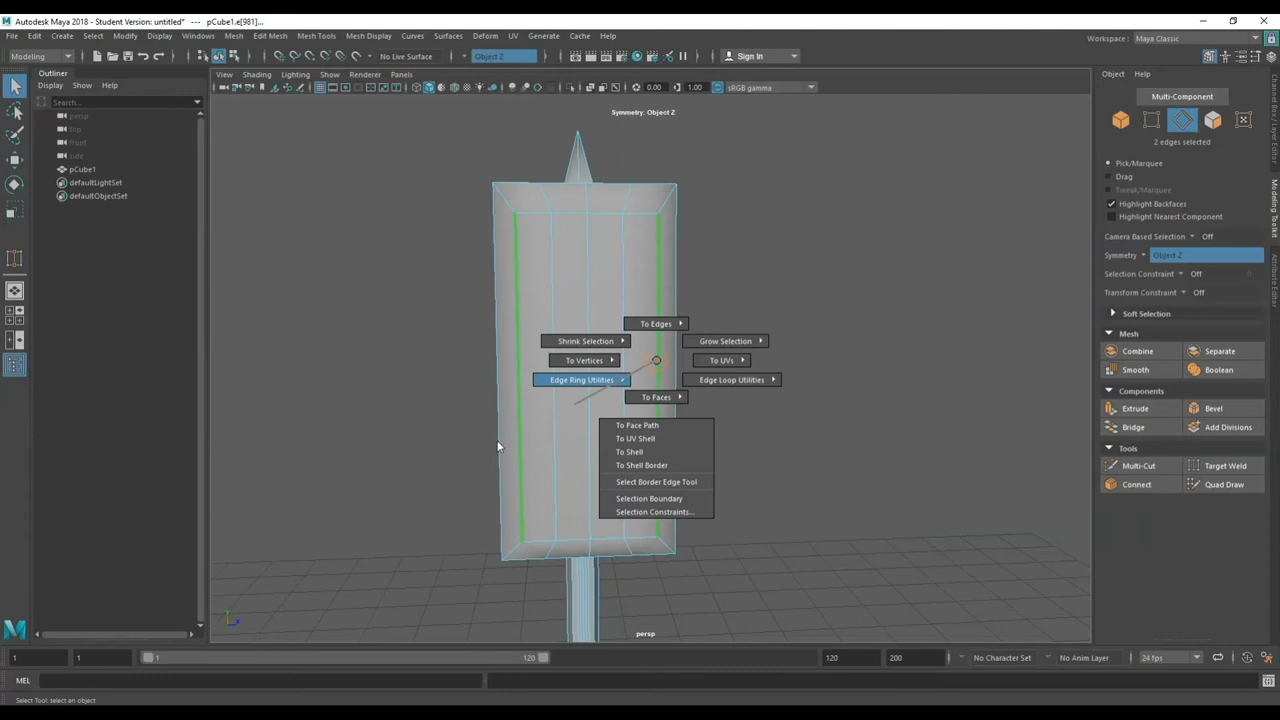 Autodesk Maya 2018 - Student Version: untitled* --- pCube1.e[981]...
File Edit Create Select Modify Display Windows Mesh Edit Mesh Mesh Tools Mesh Display Curves Surfaces Deform UV Generate Cache Help
Workspace : Maya Classic
Modeling No Live Surface Object Z Sign In
Outliner
Display Show Help
Search...
persp
top
front
side
pCube1
defaultLightSet
defaultObjectSet
View Shading Lighting Show Renderer Panels
0.00 1.00 sRGB gamma
Symmetry: Object Z
To Edges
Shrink Selection Grow Selection
To Vertices To UVs
Edge Ring Utilities Edge Loop Utilities
To Faces
To Face Path
To UV Shell
To Shell
To Shell Border
Select Border Edge Tool
Selection Boundary
Selection Constraints...
persp
Object Help
Multi-Component
2 edges selected
Pick/Marquee
Drag
Tweak/Marquee
Highlight Backfaces
Highlight Nearest Component
Camera Based Selection Off
Symmetry Object Z
Selection Constraint Off
Transform Constraint Off
Soft Selection
Mesh
Combine Separate
Smooth Boolean
Components
Extrude Bevel
Bridge Add Divisions
Tools
Multi-Cut Target Weld
Connect Quad Draw
Channel Box / Layer Editor
Modeling Toolkit
Attribute Editor
1 1 1 120 120 200 No Character Set No Anim Layer 24 fps
MEL
Select Tool: select an object